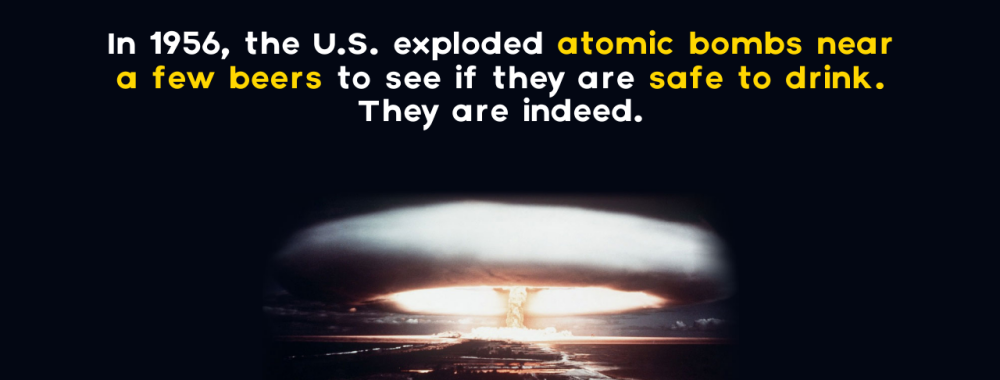 In 1956, the U.S. exploded atomic bombs near
a few beers to see if they are safe to drink.
They are indeed.